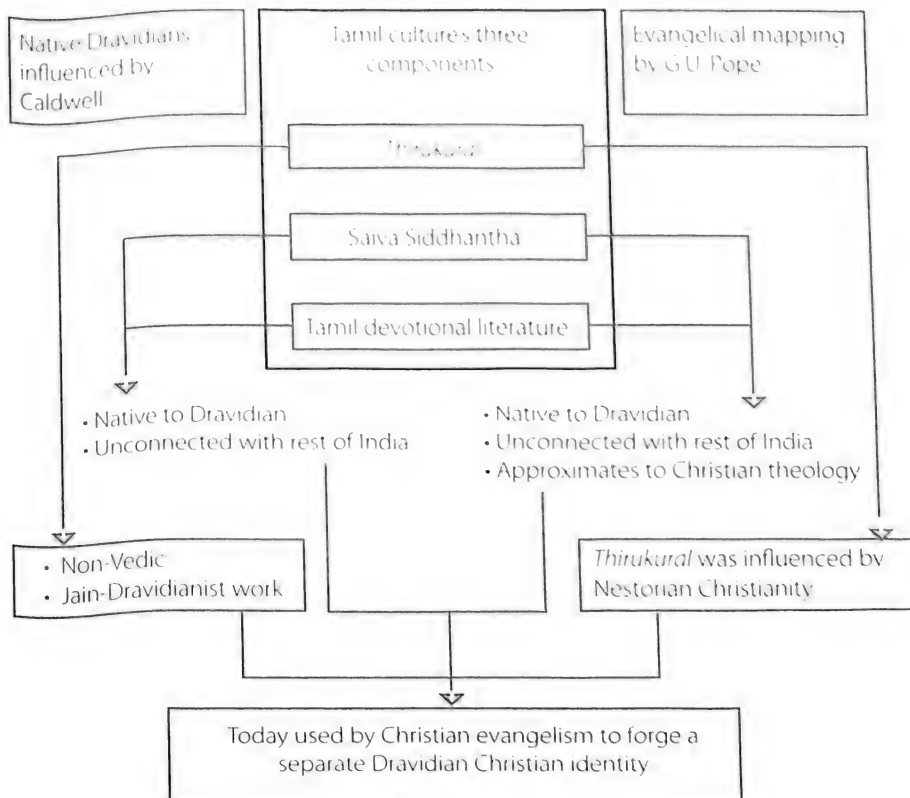 Native Dravidians
influenced by
Caldwell
Tamil cultures three
components
Evangelical mapping
by G.U. Pope
Thirukural
Saiva Siddhantha
Tamil devotional literature
• Native to Dravidian
• Unconnected with rest of India
• Native to Dravidian
• Unconnected with rest of India
• Approximates to Christian theology
• Non-Vedic
• Jain-Dravidianist work
Thirukural was influenced by
Nestorian Christianity
Today used by Christian evangelism to forge a
separate Dravidian Christian identity